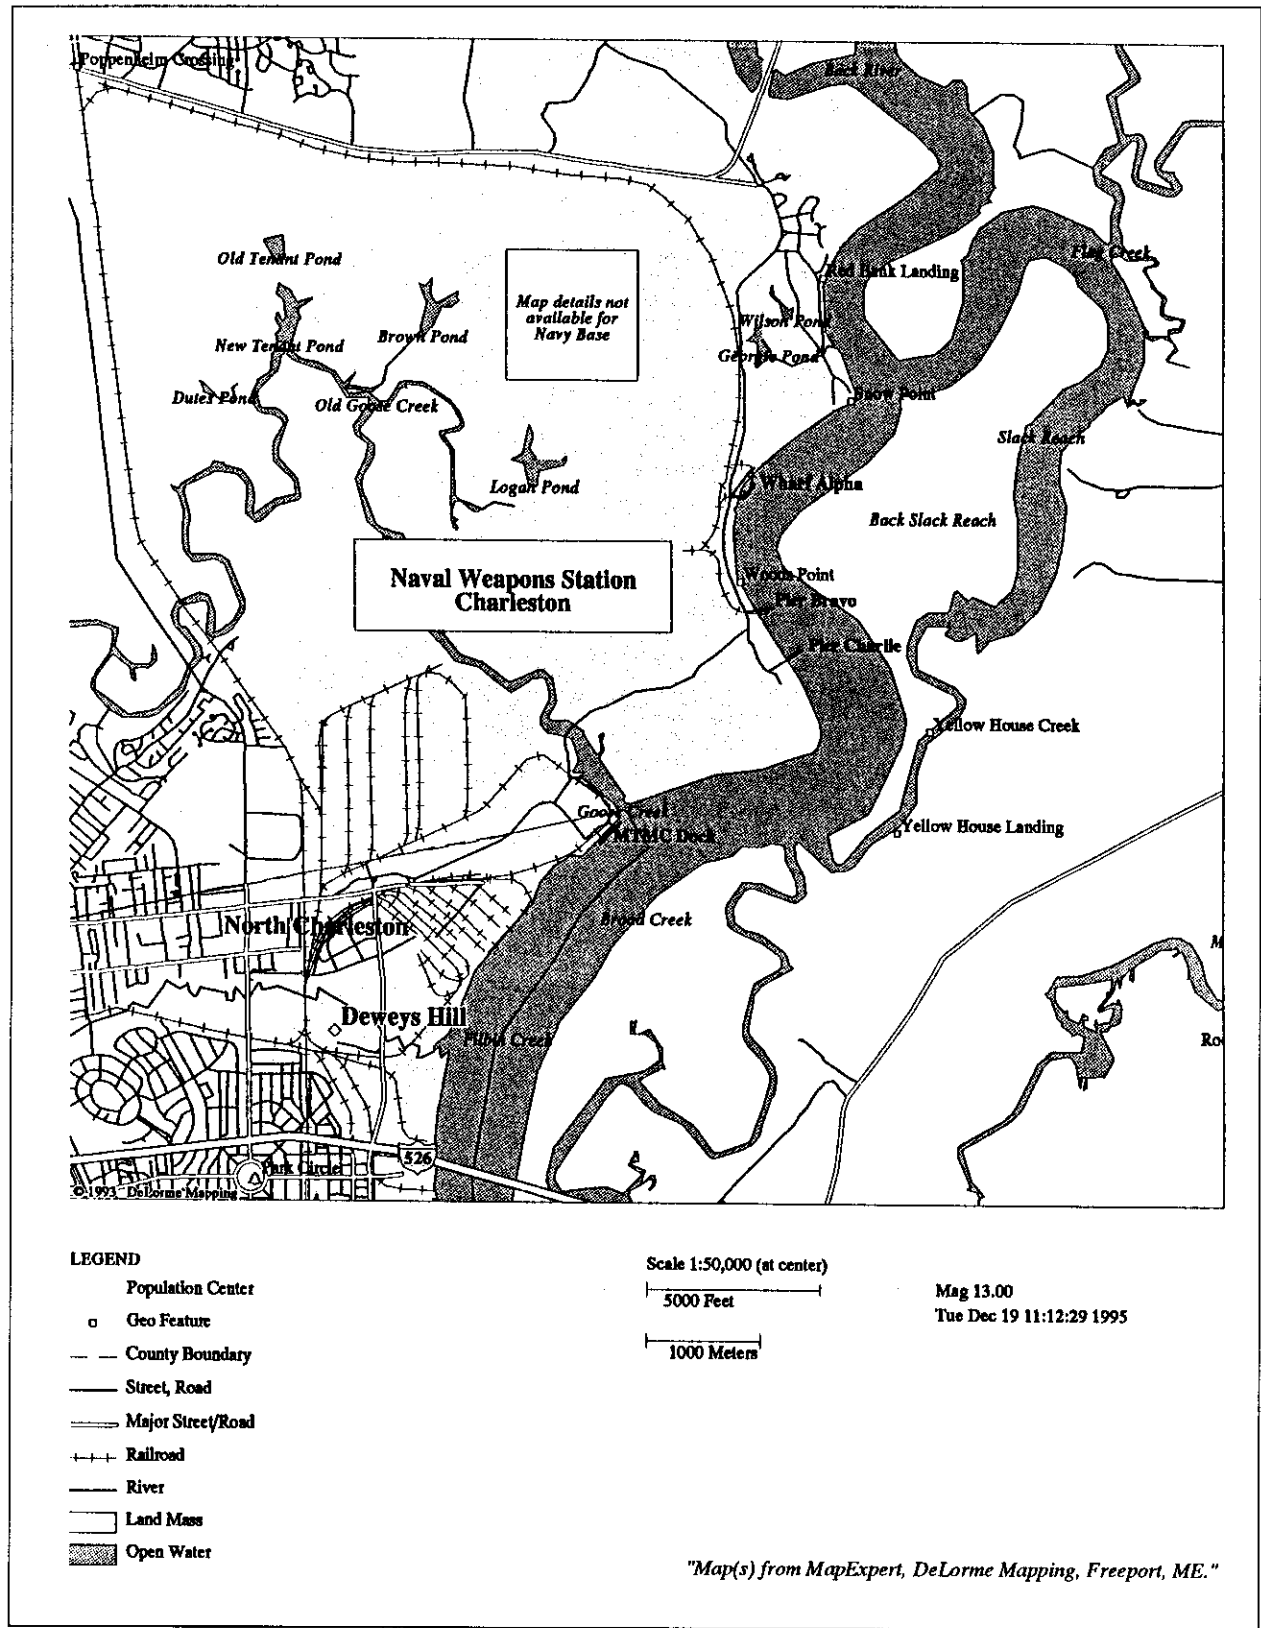 Poppenheim Crossing
Back River
Old Tenant Pond
Flag Creek
Red Bank Landing
Map details not
available for
Navy Base
Wilson Pond
Brown Pond
New Tenant Pond
Georgia Pond
Dutes Pond
Old Goose Creek
Snow Point
Slack Reach
Logan Pond
Wharf Alpha
Back Slack Reach
Naval Weapons Station
Charleston
Woods Point
Pier Bravo
Pier Charlie
Yellow House Creek
Goose Creek
MTMC Dock
Yellow House Landing
North Charleston
Broad Creek
M
Deweys Hill
Filbin Creek
Ro
526
Park Circle
© 1993 DeLorme Mapping
LEGEND
Population Center
Geo Feature
County Boundary
Street, Road
Major Street/Road
Railroad
River
Land Mass
Open Water
Scale 1:50,000 (at center)
5000 Feet
1000 Meters
Mag 13.00
Tue Dec 19 11:12:29 1995
"Map(s) from MapExpert, DeLorme Mapping, Freeport, ME."